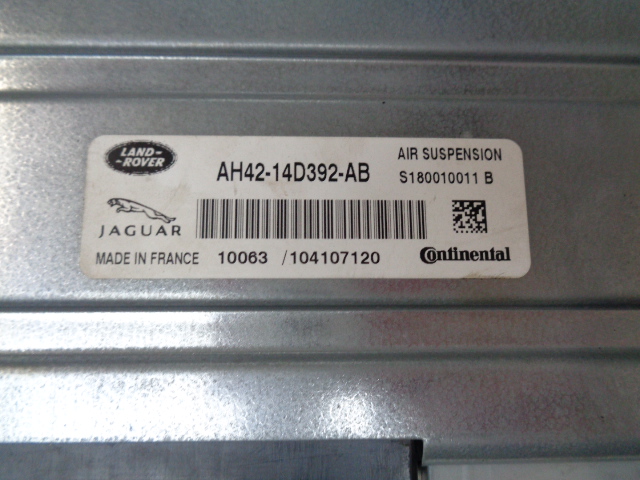 LAND-
-ROVER
AH42-14D392-AB
AIR SUSPENSION
S180010011 B
JAGUAR
MADE IN FRANCE 10063 /104107120
Continental